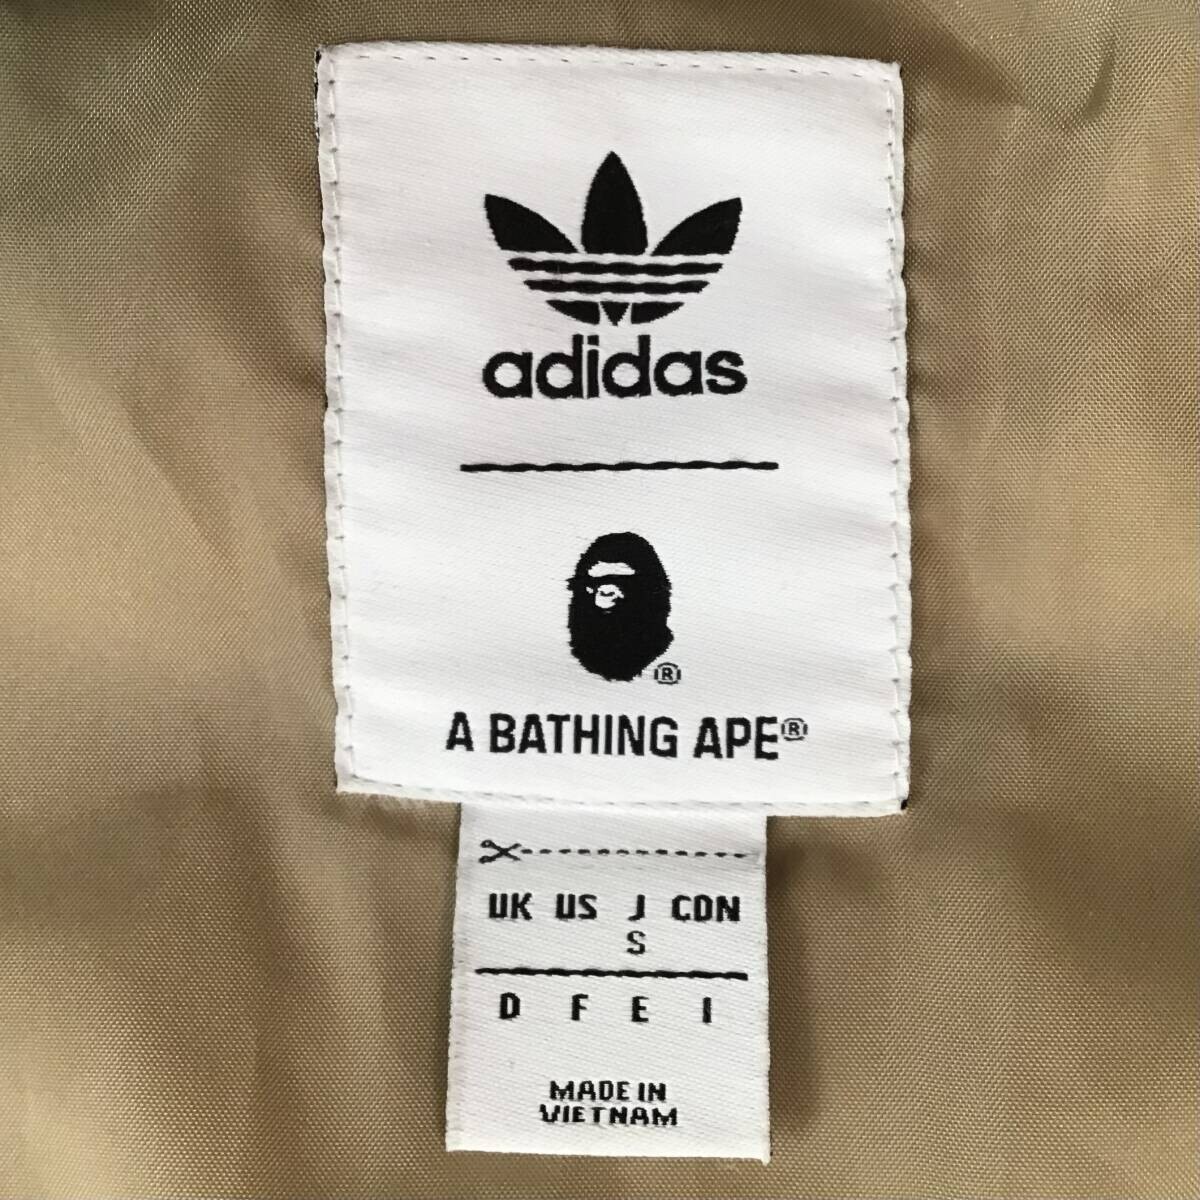 adidas
®
A BATHING APE®
UK US J CDN
S
D F E I
MADE IN
VIETNAM